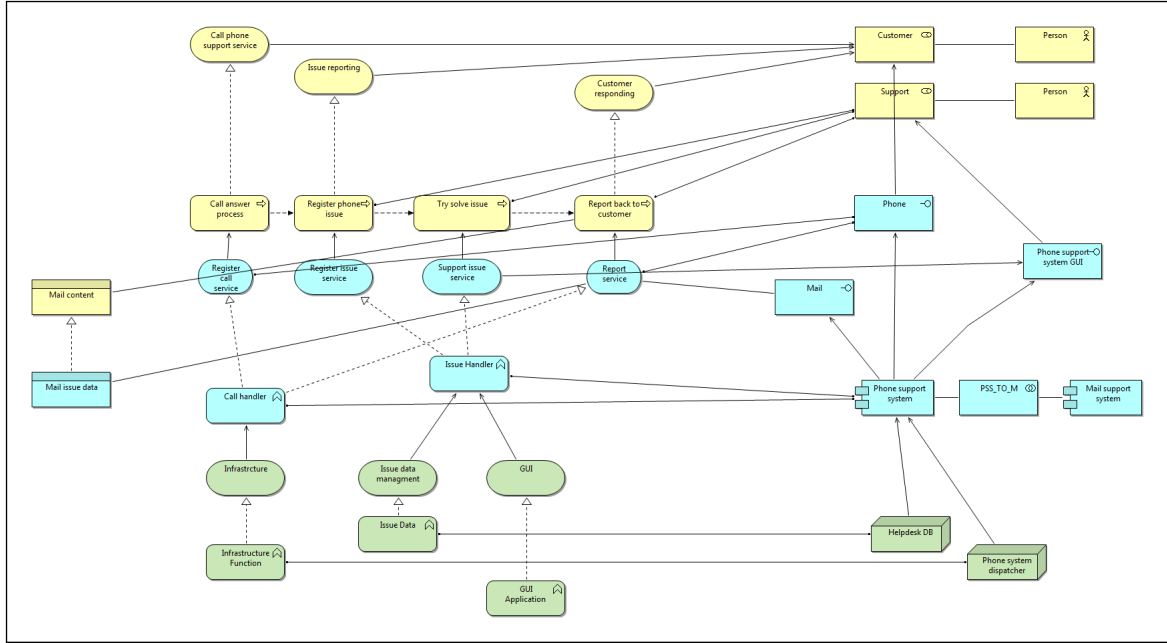 Call phone
support service
Customer
Person
Issue reporting
Customer
responding
Support
Person
Call answer
process
Register phone
issue
Try solve issue
Report back to
customer
Phone
Register
call
service
Register issue
service
Support issue
service
Report
service
Phone support
system GUI
Mail content
Mail
Mail issue data
Call handler
Issue Handler
Phone support
system
PSS_TO_M
Mail support
system
Infrastrcture
Issue data
managment
GUI
Issue Data
Helpdesk DB
Infrastructure
Function
Phone system
dispatcher
GUI
Application